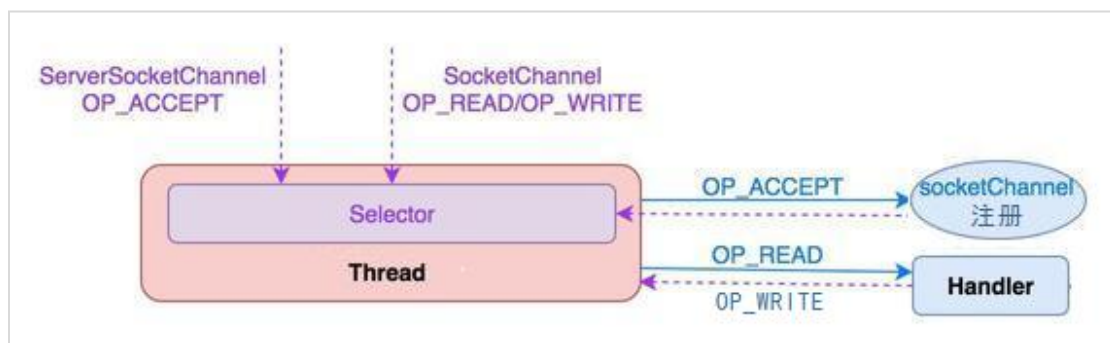 ServerSocketChannel
OP_ACCEPT
SocketChannel
OP_READ/OP_WRITE
Selector
Thread
OP_ACCEPT
socketChannel
注册
OP_READ
OP_WRITE
Handler